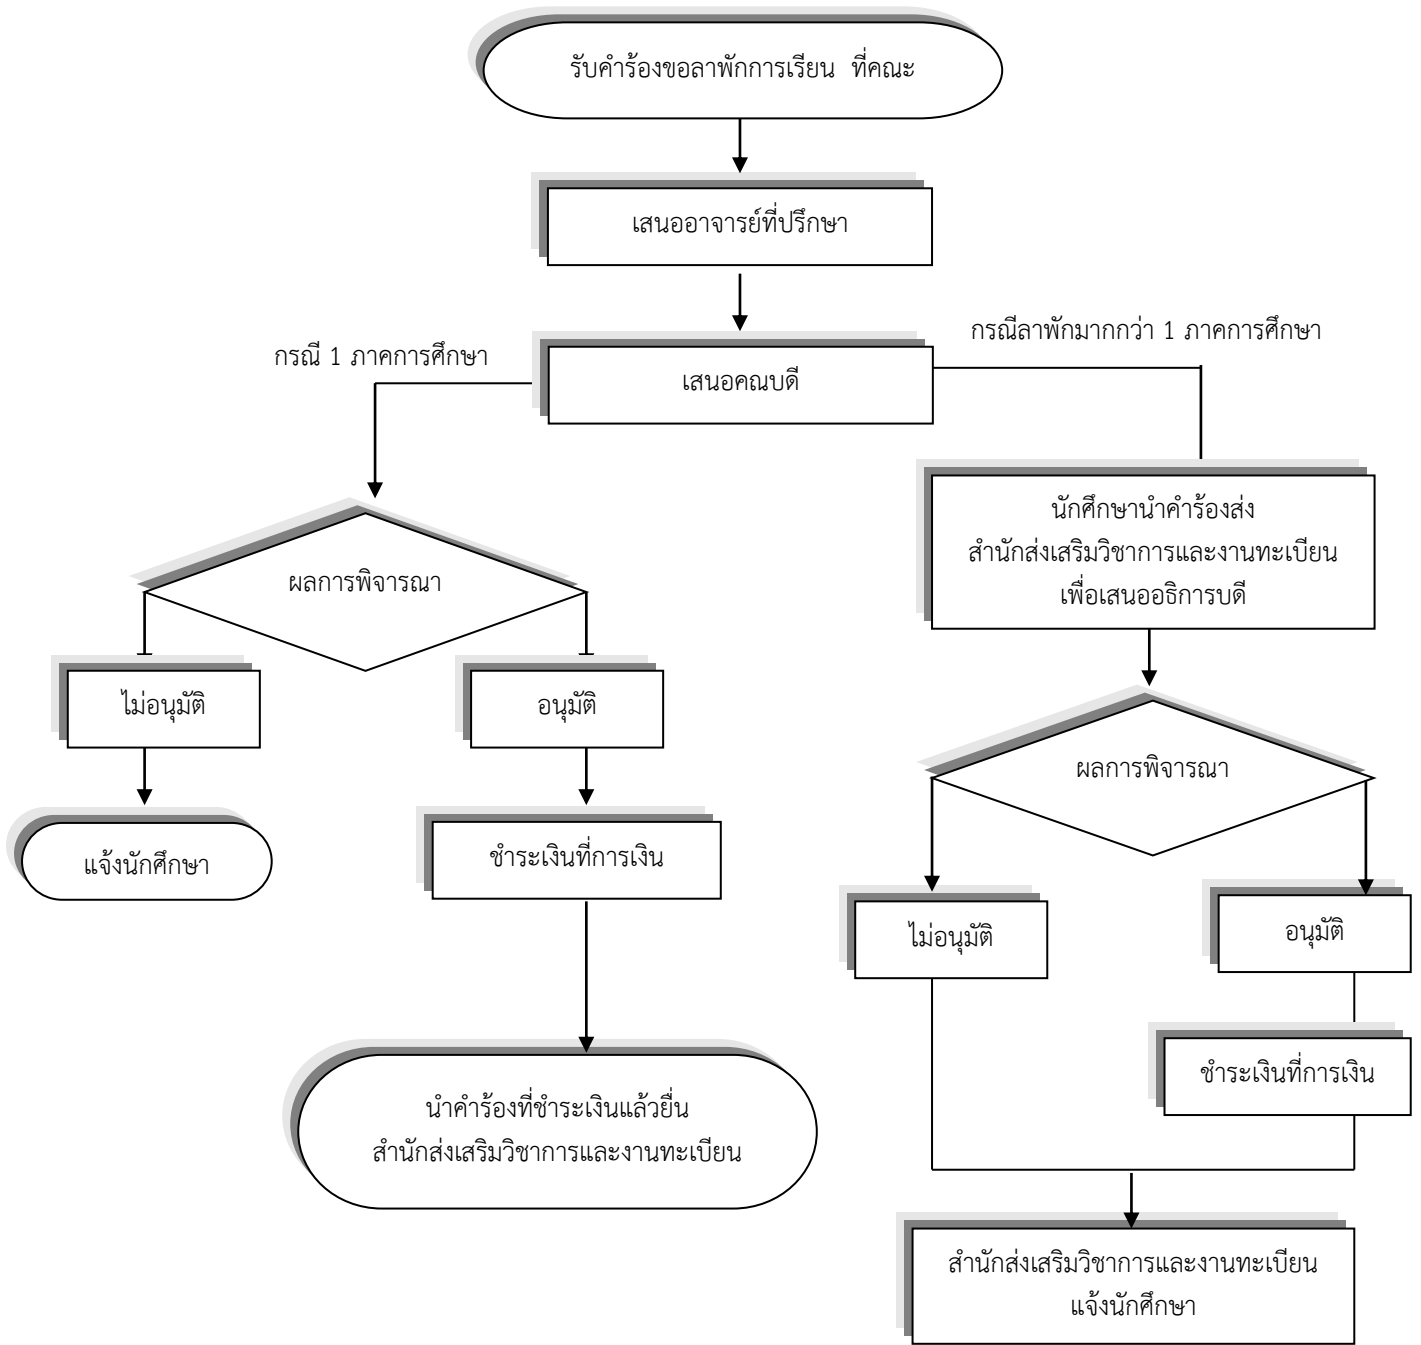 รับคำร้องขอลาพักการเรียน ที่คณะ
เสนออาจารย์ที่ปรึกษา
กรณี 1 ภาคการศึกษา
เสนอคณบดี
กรณีลาพักมากกว่า 1 ภาคการศึกษา
ผลการพิจารณา
ไม่อนุมัติ
อนุมัติ
แจ้งนักศึกษา
ชำระเงินที่การเงิน
นำคำร้องที่ชำระเงินแล้วยื่น
สำนักส่งเสริมวิชาการและงานทะเบียน
นักศึกษานำคำร้องส่ง
สำนักส่งเสริมวิชาการและงานทะเบียน
เพื่อเสนออธิการบดี
ผลการพิจารณา
ไม่อนุมัติ
อนุมัติ
ชำระเงินที่การเงิน
สำนักส่งเสริมวิชาการและงานทะเบียน
แจ้งนักศึกษา